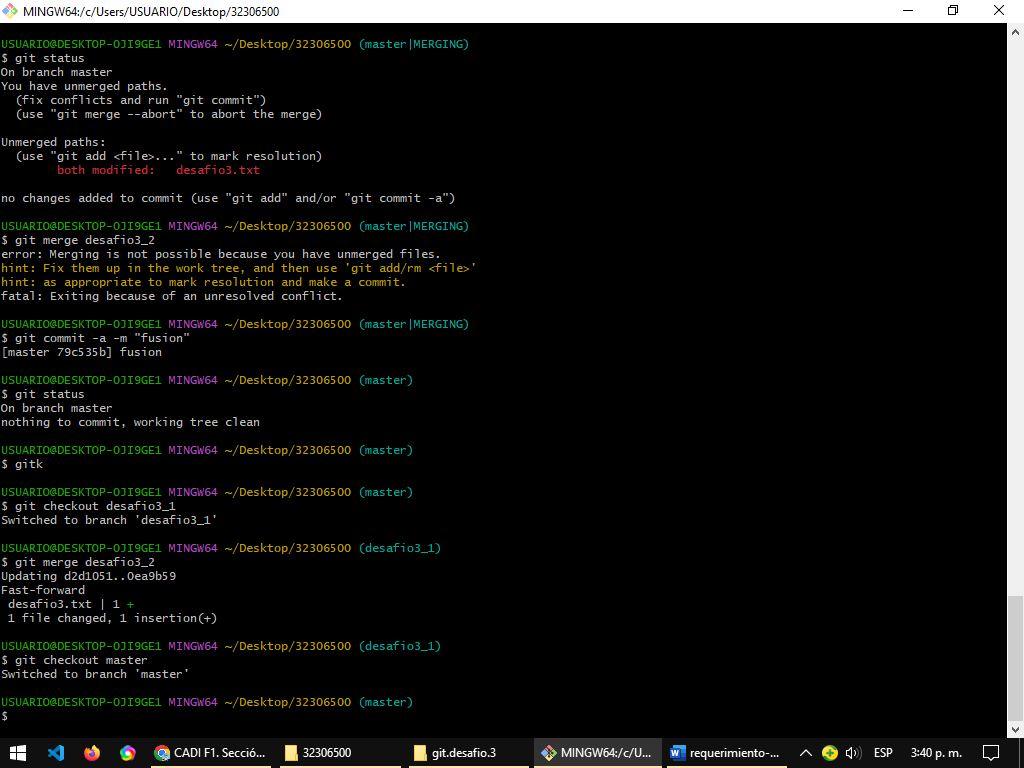 MINGW64:/c/Users/USUARIO/Desktop/32306500
USUARIO@DESKTOP-OJI9GE1 MINGW64 ~/Desktop/32306500 (master|MERGING)
$ git status
On branch master
You have unmerged paths.
  (fix conflicts and run "git commit")
  (use "git merge --abort" to abort the merge)
Unmerged paths:
  (use "git add <file>..." to mark resolution)
        both modified:   desafio3.txt
no changes added to commit (use "git add" and/or "git commit -a")
USUARIO@DESKTOP-OJI9GE1 MINGW64 ~/Desktop/32306500 (master|MERGING)
$ git merge desafio3_2
error: Merging is not possible because you have unmerged files.
hint: Fix them up in the work tree, and then use 'git add/rm <file>'
hint: as appropriate to mark resolution and make a commit.
fatal: Exiting because of an unresolved conflict.
USUARIO@DESKTOP-OJI9GE1 MINGW64 ~/Desktop/32306500 (master|MERGING)
$ git commit -a -m "fusion"
[master 79c535b] fusion
USUARIO@DESKTOP-OJI9GE1 MINGW64 ~/Desktop/32306500 (master)
$ git status
On branch master
nothing to commit, working tree clean
USUARIO@DESKTOP-OJI9GE1 MINGW64 ~/Desktop/32306500 (master)
$ gitk
USUARIO@DESKTOP-OJI9GE1 MINGW64 ~/Desktop/32306500 (master)
$ git checkout desafio3_1
Switched to branch 'desafio3_1'
USUARIO@DESKTOP-OJI9GE1 MINGW64 ~/Desktop/32306500 (desafio3_1)
$ git merge desafio3_2
Updating d2d1051..0ea9b59
Fast-forward
 desafio3.txt | 1 +
 1 file changed, 1 insertion(+)
USUARIO@DESKTOP-OJI9GE1 MINGW64 ~/Desktop/32306500 (desafio3_1)
$ git checkout master
Switched to branch 'master'
USUARIO@DESKTOP-OJI9GE1 MINGW64 ~/Desktop/32306500 (master)
$
CADI F1. Secció... 32306500 git.desafio.3 MINGW64:/c/U... requerimiento-... ESP 3:40 p. m.